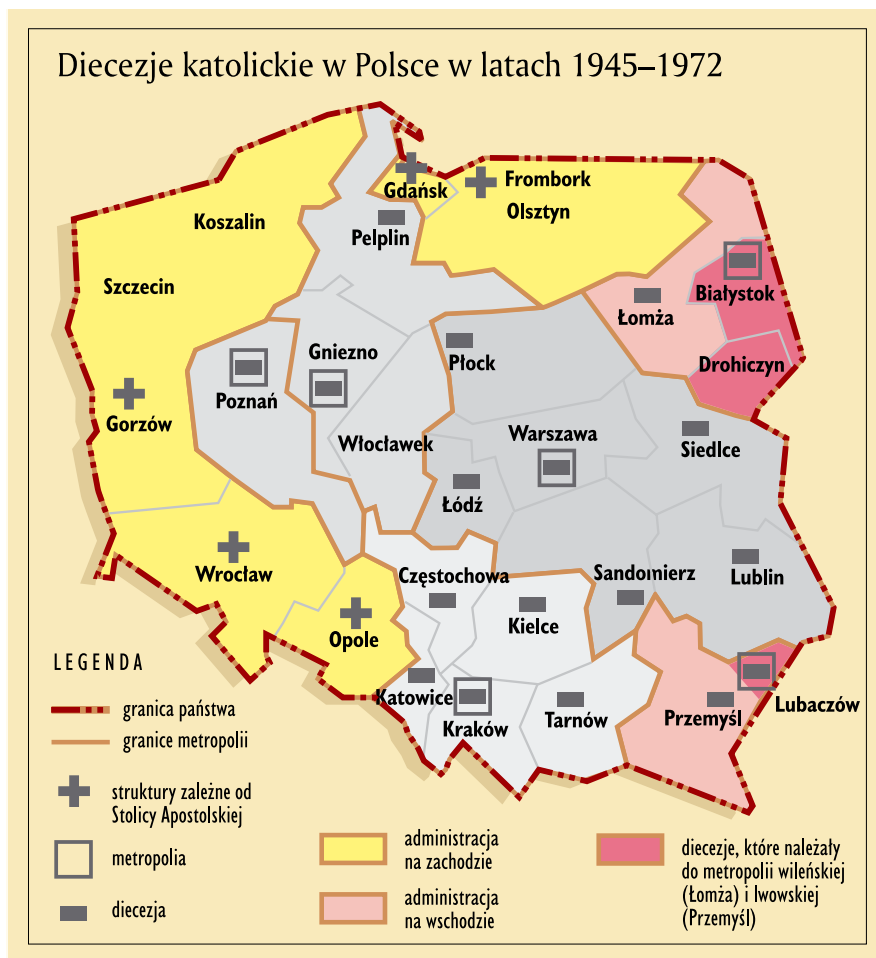 Diecezje katolickie w Polsce w latach 1945–1972
Gdańsk
Frombork
Olsztyn
Koszalin
Pelplin
Szczecin
Białystok
Łomża
Gniezno
Płock
Drohiczyn
Poznań
Gorzów
Włocławek
Warszawa
Siedlce
Łódź
Wrocław
Częstochowa
Sandomierz
Lublin
Kielce
Opole
Katowice
Kraków
Tarnów
Przemyśl
Lubaczów
LEGENDA
granica państwa
granice metropolii
struktury zależne od
Stolicy Apostolskiej
metropolia
diecezja
administracja
na zachodzie
administracja
na wschodzie
diecezje, które należały
do metropolii wileńskiej
(Łomża) i lwowskiej
(Przemyśl)